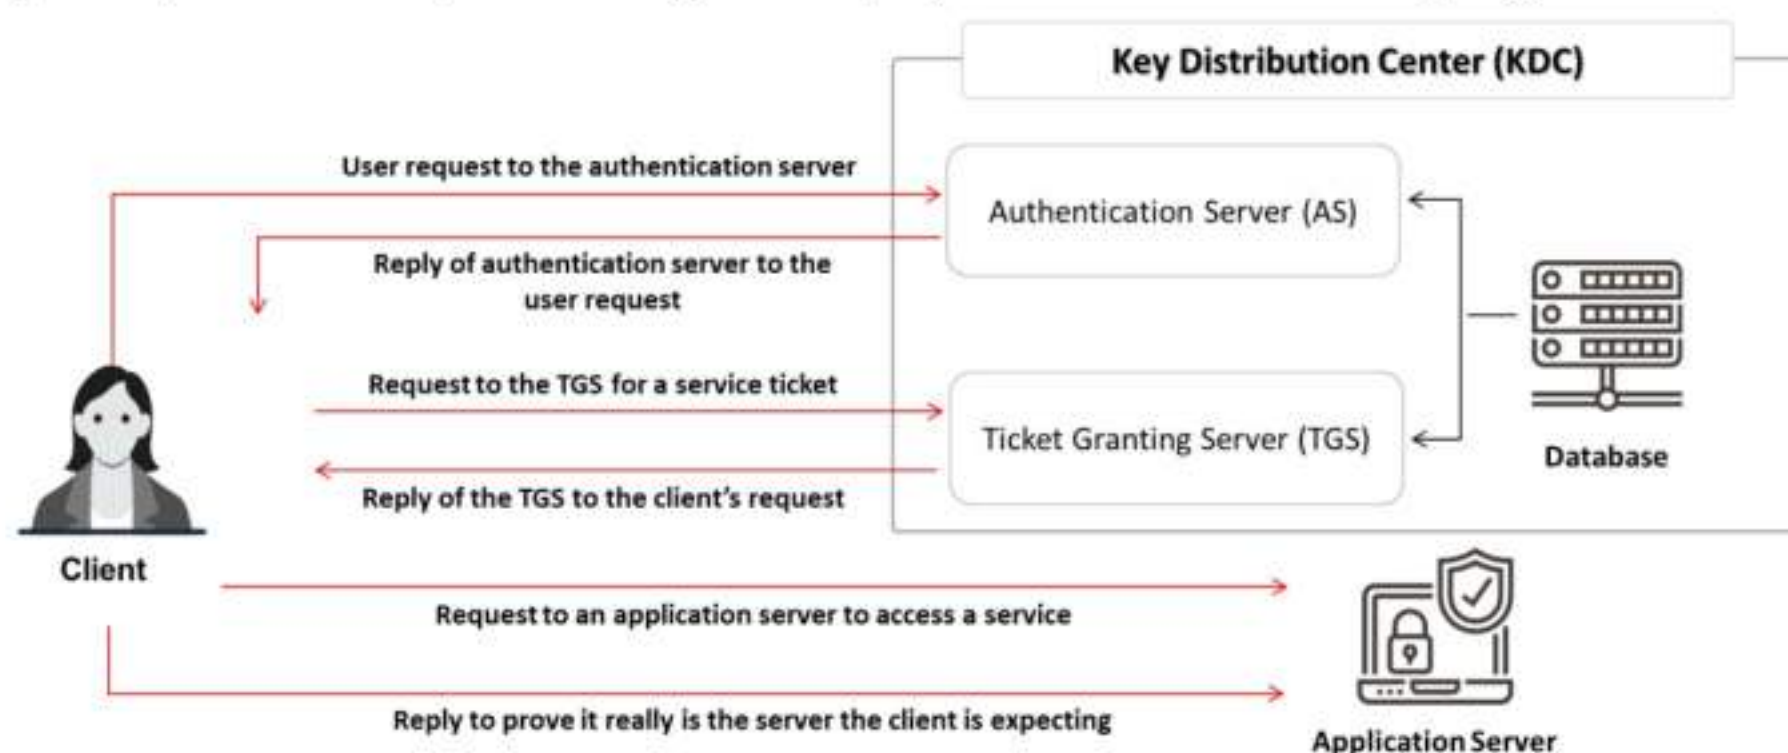 Key Distribution Center (KDC)
User request to the authentication server
Authentication Server (AS)
Reply of authentication server to the
user request
Request to the TGS for a service ticket
Ticket Granting Server (TGS)
Database
Reply of the TGS to the client's request
Client
Request to an application server to access a service
Reply to prove it really is the server the client is expecting
Application Server